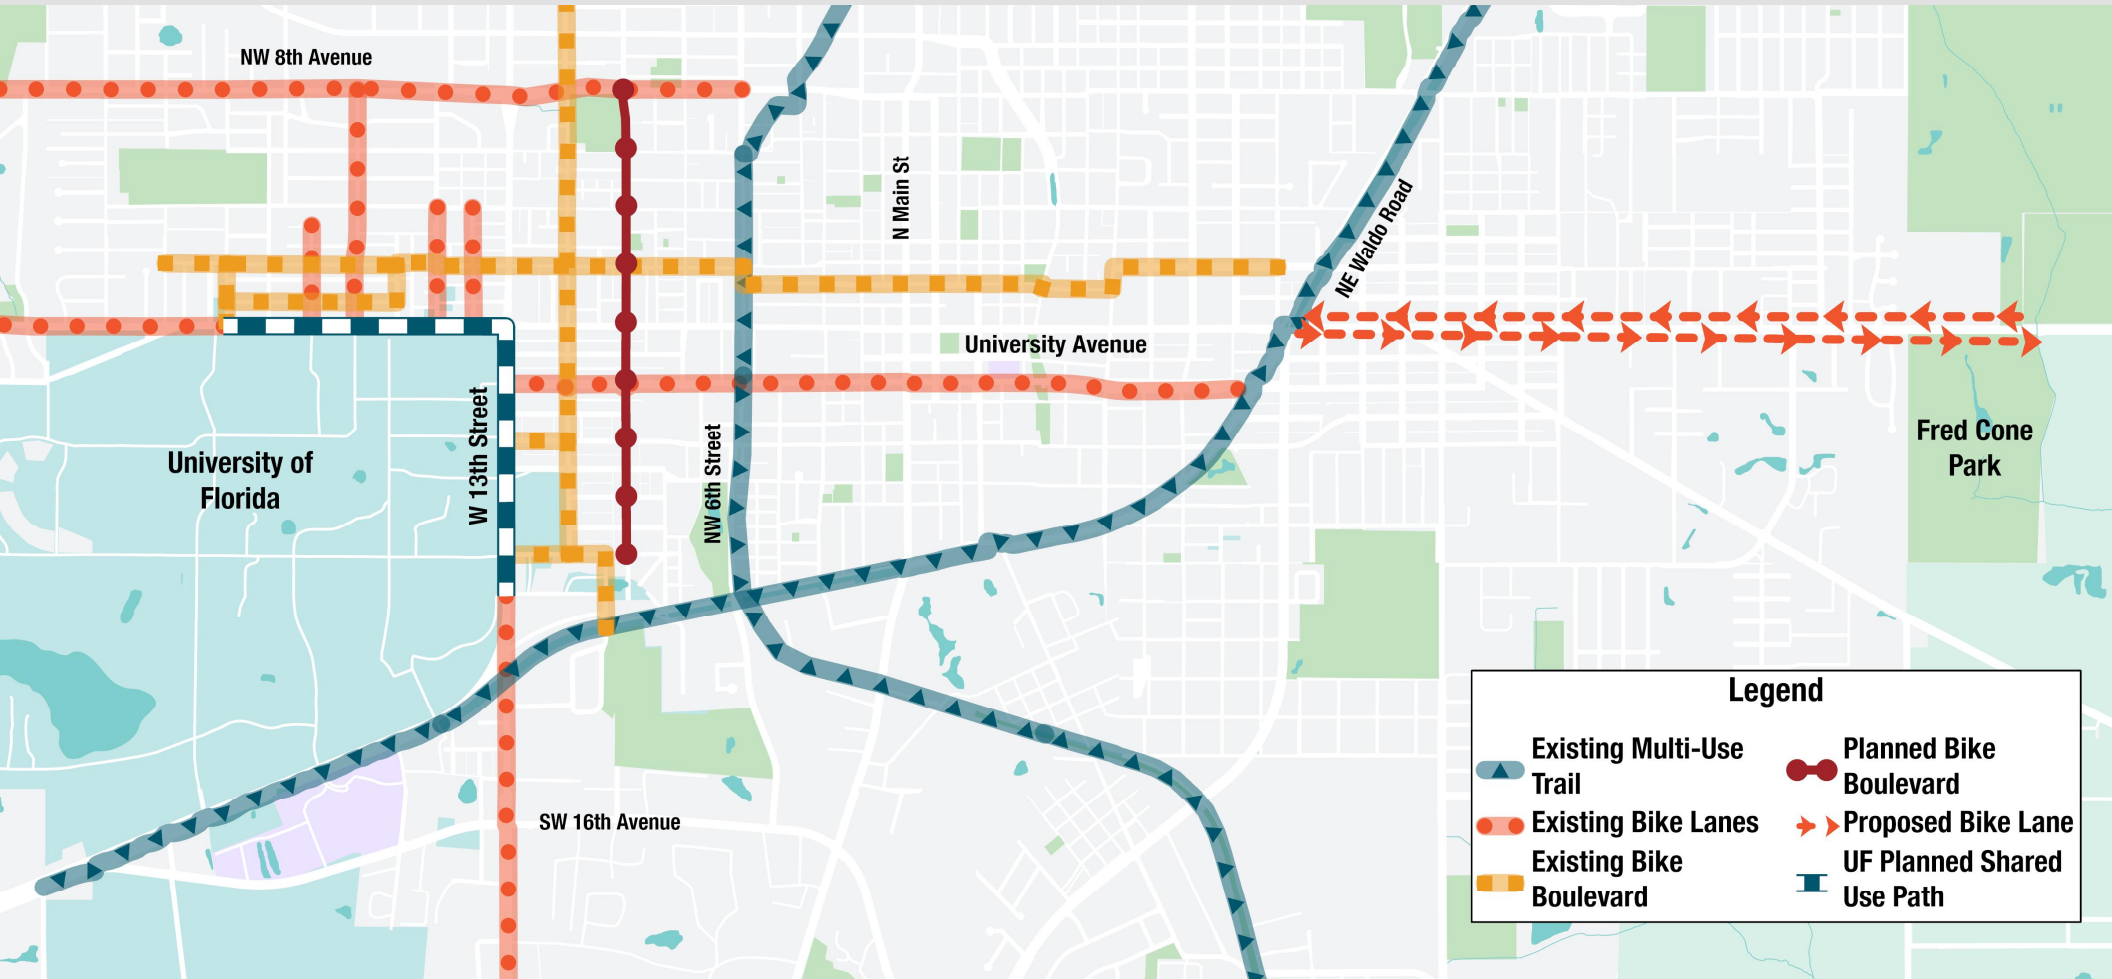 NW 8th Avenue
N Main St
NE Waldo Road
University Avenue
W 13th Street
NW 6th Street
University of
Florida
Fred Cone
Park
SW 16th Avenue
Legend
Existing Multi-Use
Trail
Existing Bike Lanes
Existing Bike
Boulevard
Planned Bike
Boulevard
Proposed Bike Lane
UF Planned Shared
Use Path